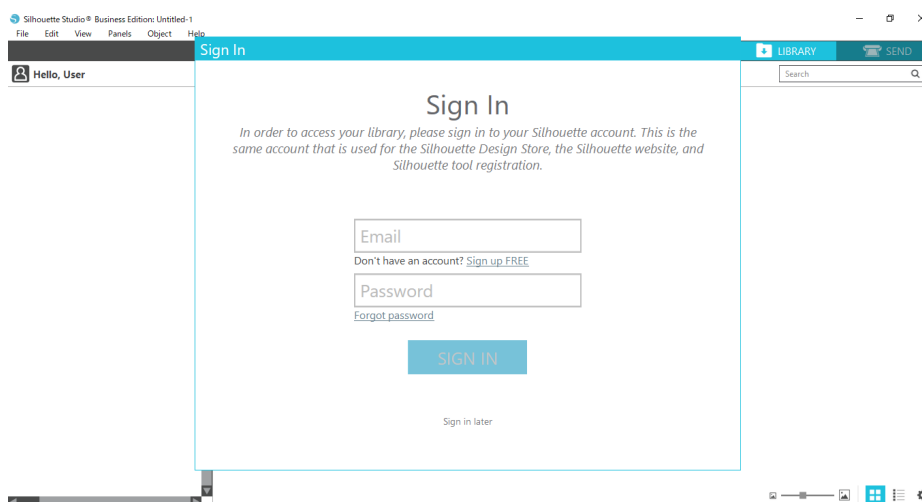 Silhouette Studio® Business Edition: Untitled-1
File Edit View Panels Object Help
Sign In
LIBRARY
SEND
Hello, User
Search
Sign In
In order to access your library, please sign in to your Silhouette account. This is the
same account that is used for the Silhouette Design Store, the Silhouette website, and
Silhouette tool registration.
Email
Don't have an account? Sign up FREE
Password
Forgot password
SIGN IN
Sign in later